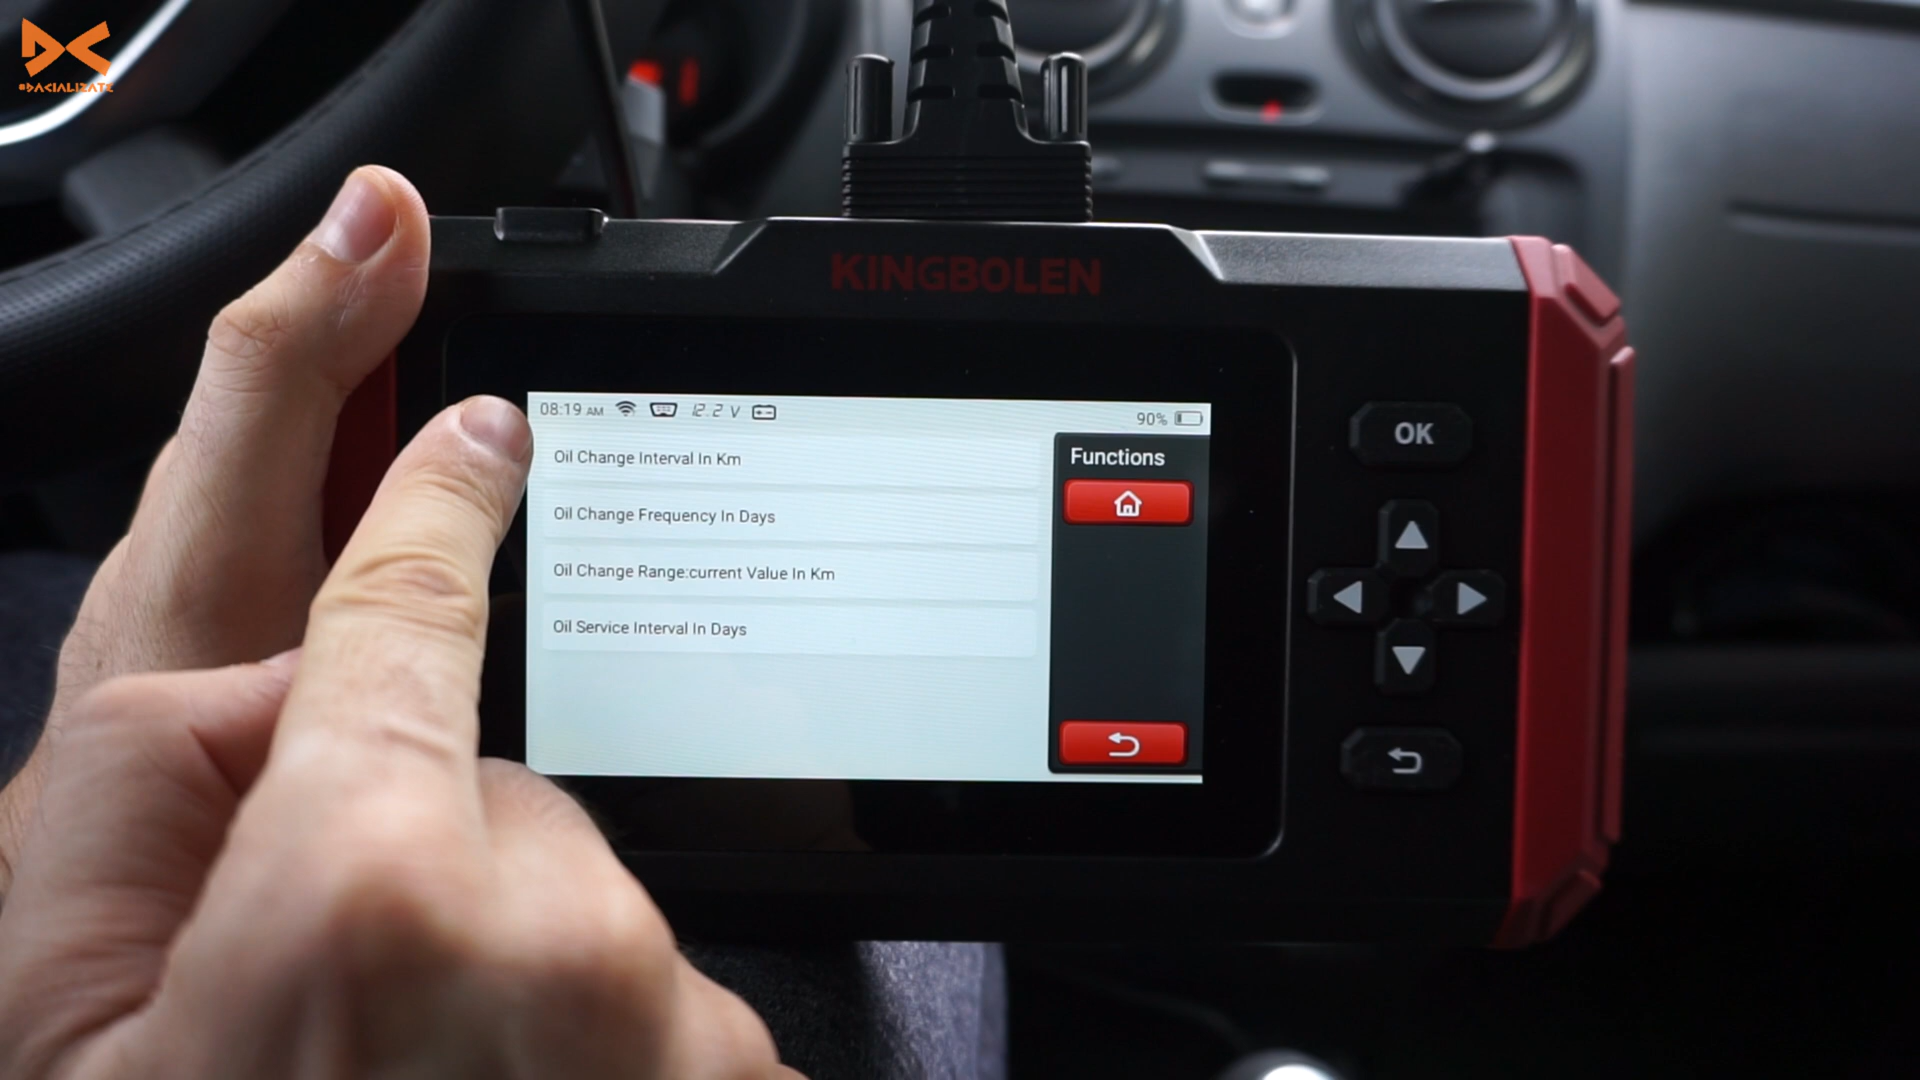 #DACIALIZATE
KINGBOLEN
08:19 AM 12.2 V 90%
Oil Change Interval In Km
Oil Change Frequency In Days
Oil Change Range:current Value In Km
Oil Service Interval In Days
Functions
OK